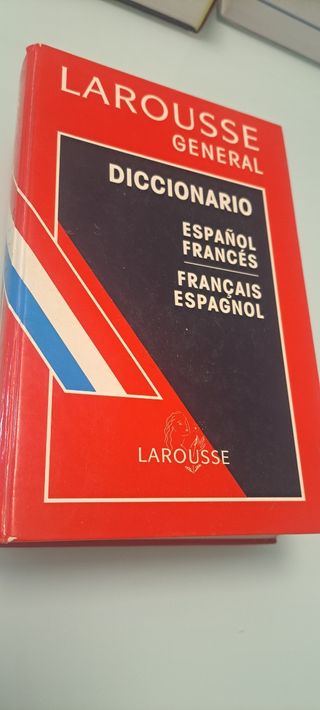 LAROUSSE
GENERAL
DICCIONARIO
ESPAÑOL
FRANCÉS
FRANÇAIS
ESPAGNOL
LAROUSSE